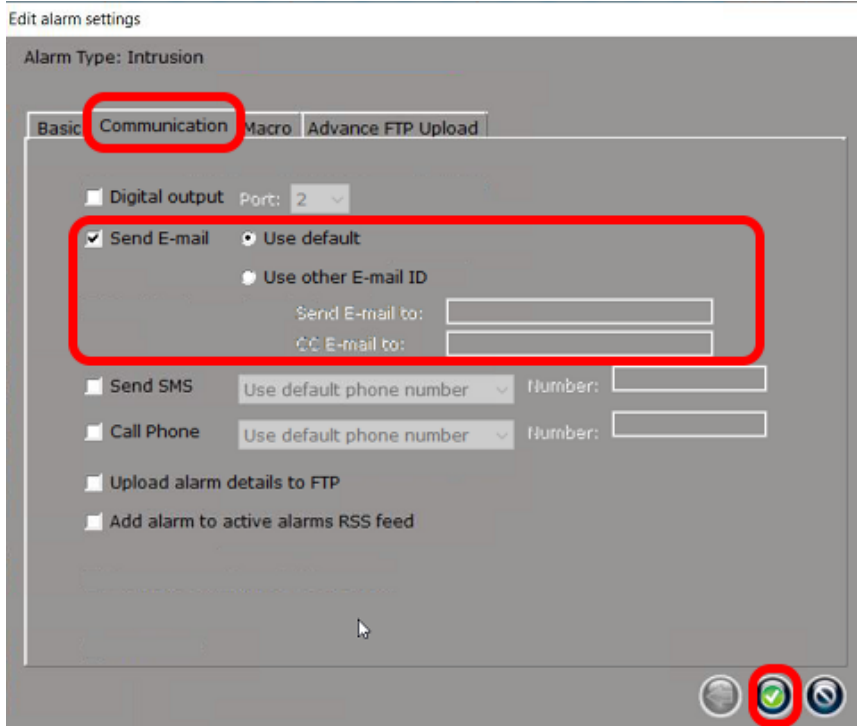 Edit alarm settings
Alarm Type: Intrusion
Basic Communication Macro Advance FTP Upload
Digital output Port: 2
Send E-mail Use default
Use other E-mail ID
Send E-mail to:
CC E-mail to:
Send SMS Use default phone number Number:
Call Phone Use default phone number Number:
Upload alarm details to FTP
Add alarm to active alarms RSS feed